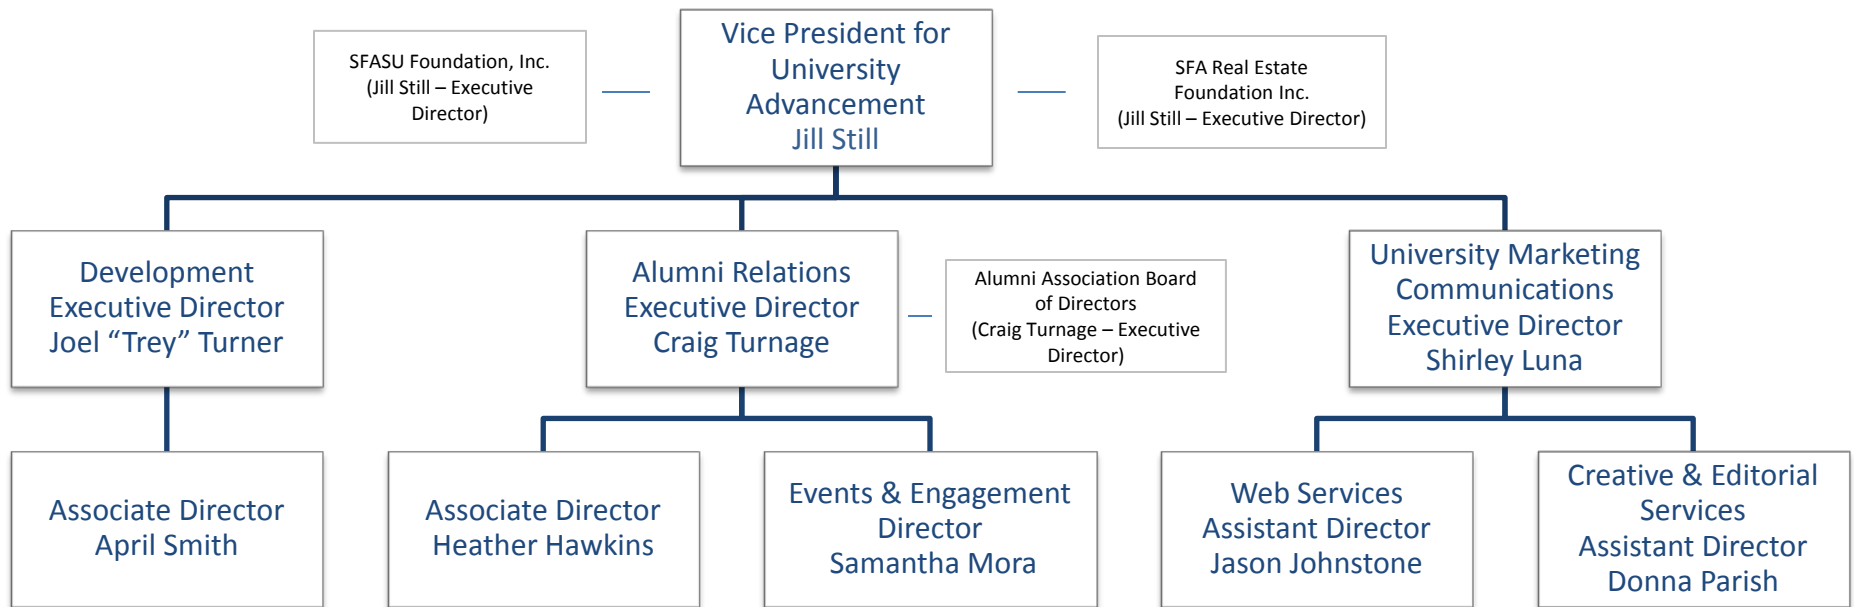 Vice President for
University
Advancement
Jill Still
SFASU Foundation, Inc.
(Jill Still – Executive
Director)
SFA Real Estate
Foundation Inc.
(Jill Still – Executive Director)
Development
Executive Director
Joel “Trey” Turner
Alumni Relations
Executive Director
Craig Turnage
Alumni Association Board
of Directors
(Craig Turnage – Executive
Director)
University Marketing
Communications
Executive Director
Shirley Luna
Associate Director
April Smith
Associate Director
Heather Hawkins
Events & Engagement
Director
Samantha Mora
Web Services
Assistant Director
Jason Johnstone
Creative & Editorial
Services
Assistant Director
Donna Parish